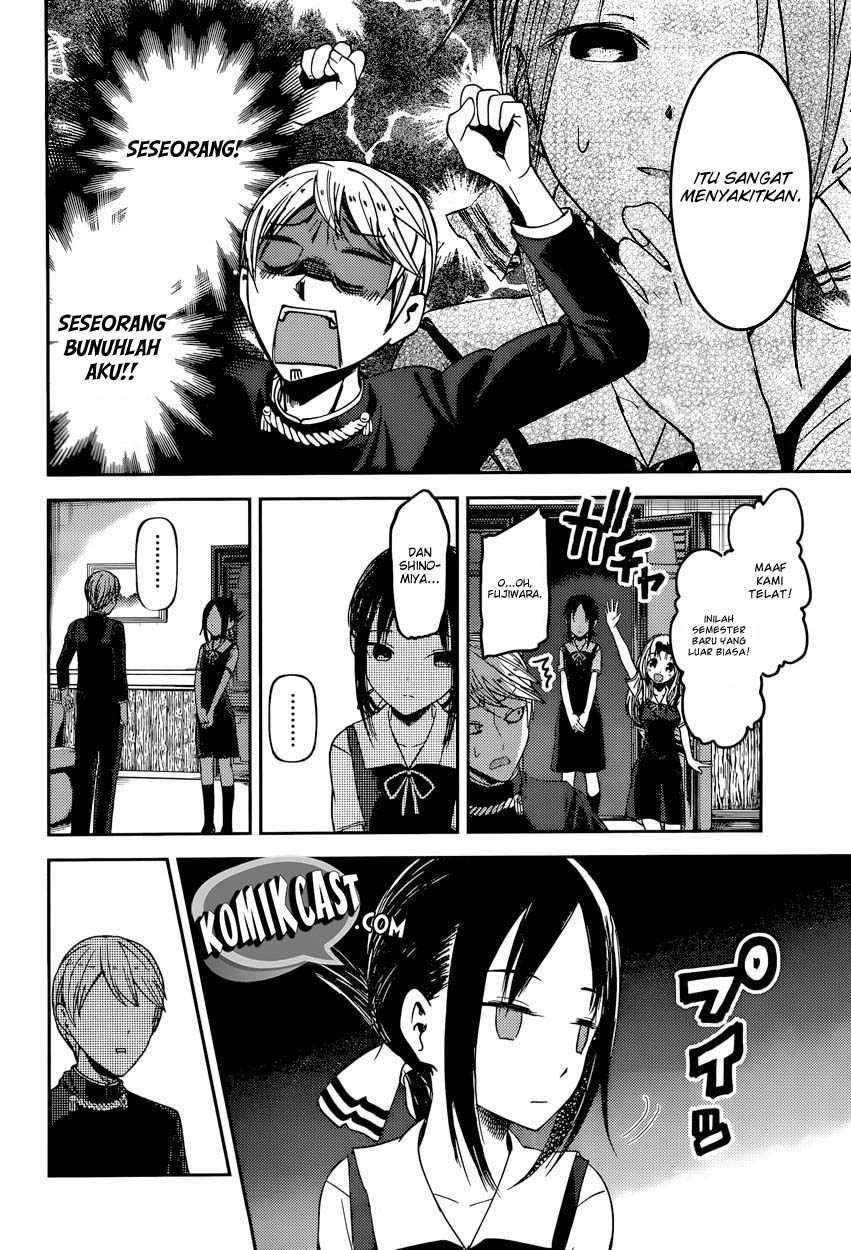 ITU SANGAT
MENYAKITKAN.
SESEORANG!
SESEORANG
BUNUHLAH
AKU!!
MAAF
KAMI
TELAT!
INILAH
SEMESTER
BARU YANG
LUAR BIASA!
ガチャ
O...OH,
FUJIWARA.
DAN
SHINO-
MIYA...
.........
.........
プイッ
KOMIKCAST
.COM